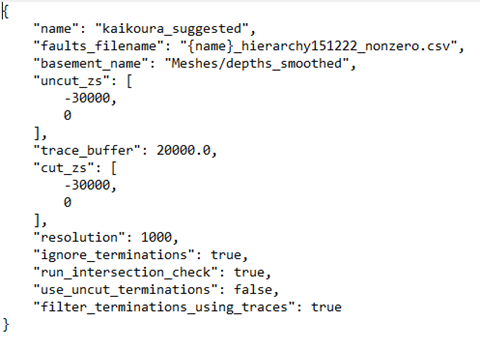 {
    "name": "kaikoura_suggested",
    "faults_filename": "{name}_hierarchy151222_nonzero.csv",
    "basement_name": "Meshes/depths_smoothed",
    "uncut_zs": [
        -30000,
        0
    ],
    "trace_buffer": 20000.0,
    "cut_zs": [
        -30000,
        0
    ],
    "resolution": 1000,
    "ignore_terminations": true,
    "run_intersection_check": true,
    "use_uncut_terminations": false,
    "filter_terminations_using_traces": true
}